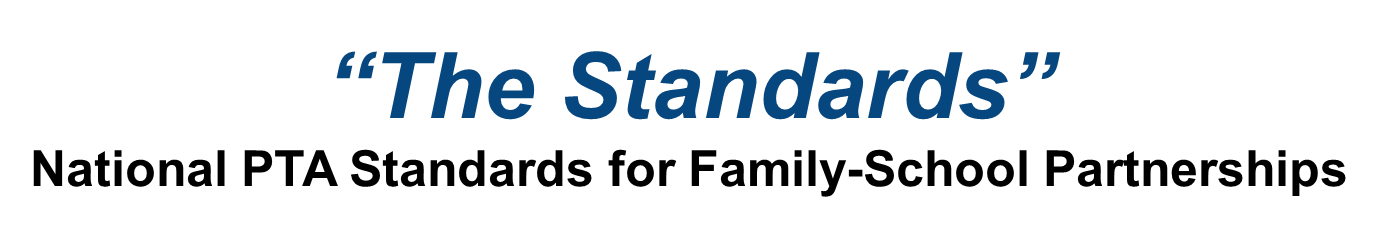 “The Standards”
National PTA Standards for Family-School Partnerships